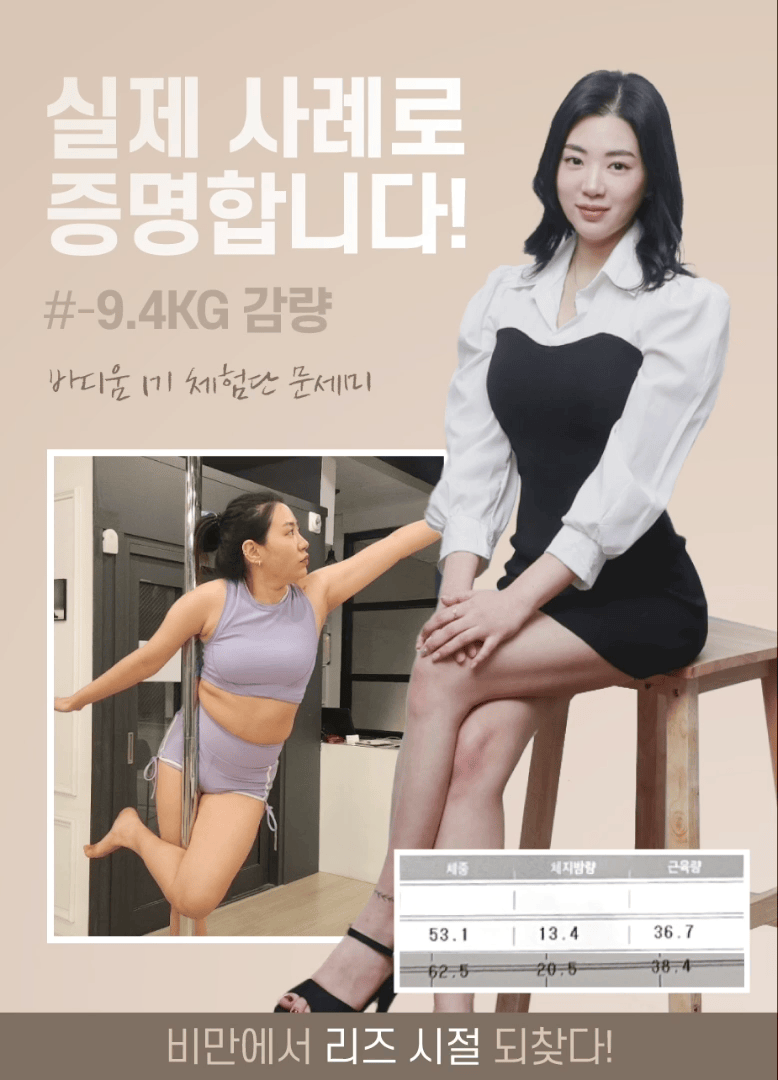 실제 사례로
증명합니다!
#-9.4KG 감량
바디움 1기 체험단 문세미
체중 체지방량 근육량
53.1 13.4 36.7
62.5 20.5 38.4
비만에서 리즈 시절 되찾다!